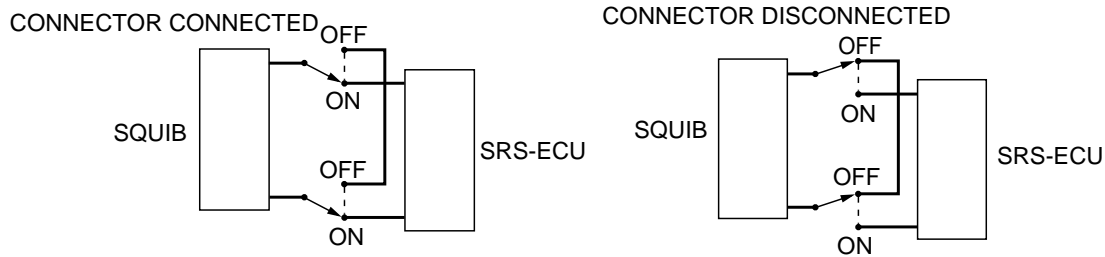 CONNECTOR CONNECTED
OFF
ON
SQUIB
SRS-ECU
OFF
ON
CONNECTOR DISCONNECTED
OFF
ON
SQUIB
SRS-ECU
OFF
ON